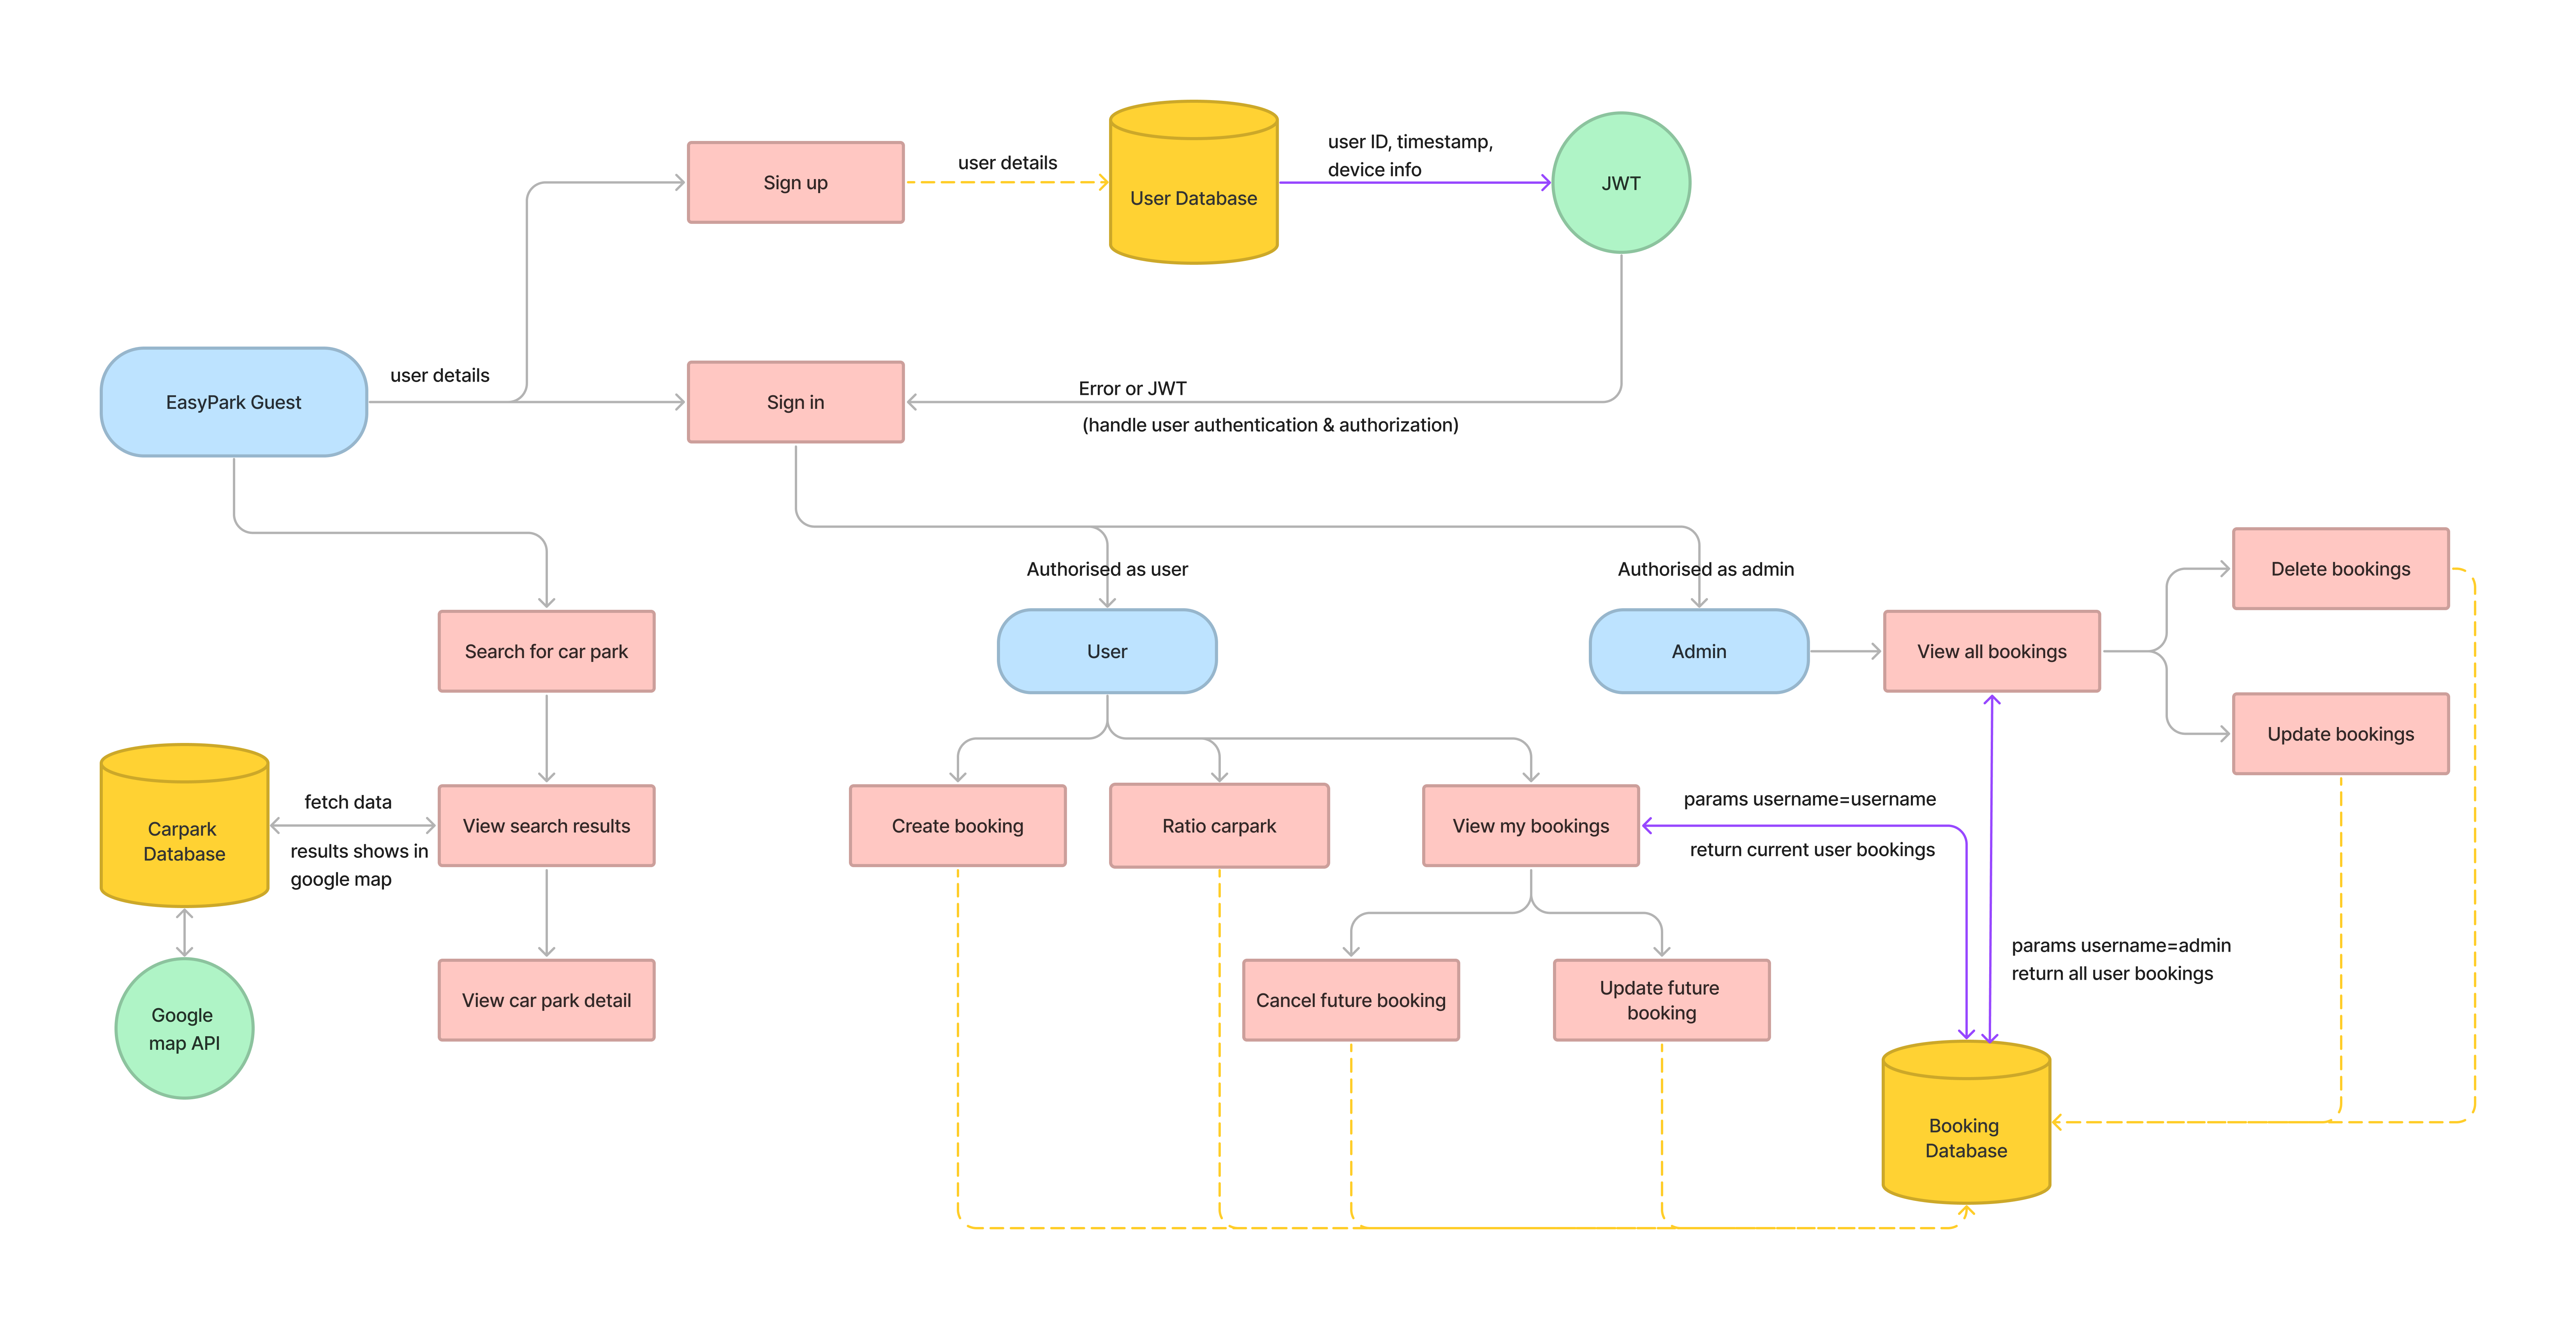 user ID, timestamp,
device info
user details
Sign up
User Database
JWT
user details
EasyPark Guest
Sign in
Error or JWT
(handle user authentication & authorization)
Authorised as user
Authorised as admin
Delete bookings
Search for car park
User
Admin
View all bookings
Update bookings
fetch data
Carpark
Database
View search results
results shows in
google map
Create booking
Ratio carpark
View my bookings
params username=username
return current user bookings
params username=admin
return all user bookings
Google
map API
View car park detail
Cancel future booking
Update future
booking
Booking
Database